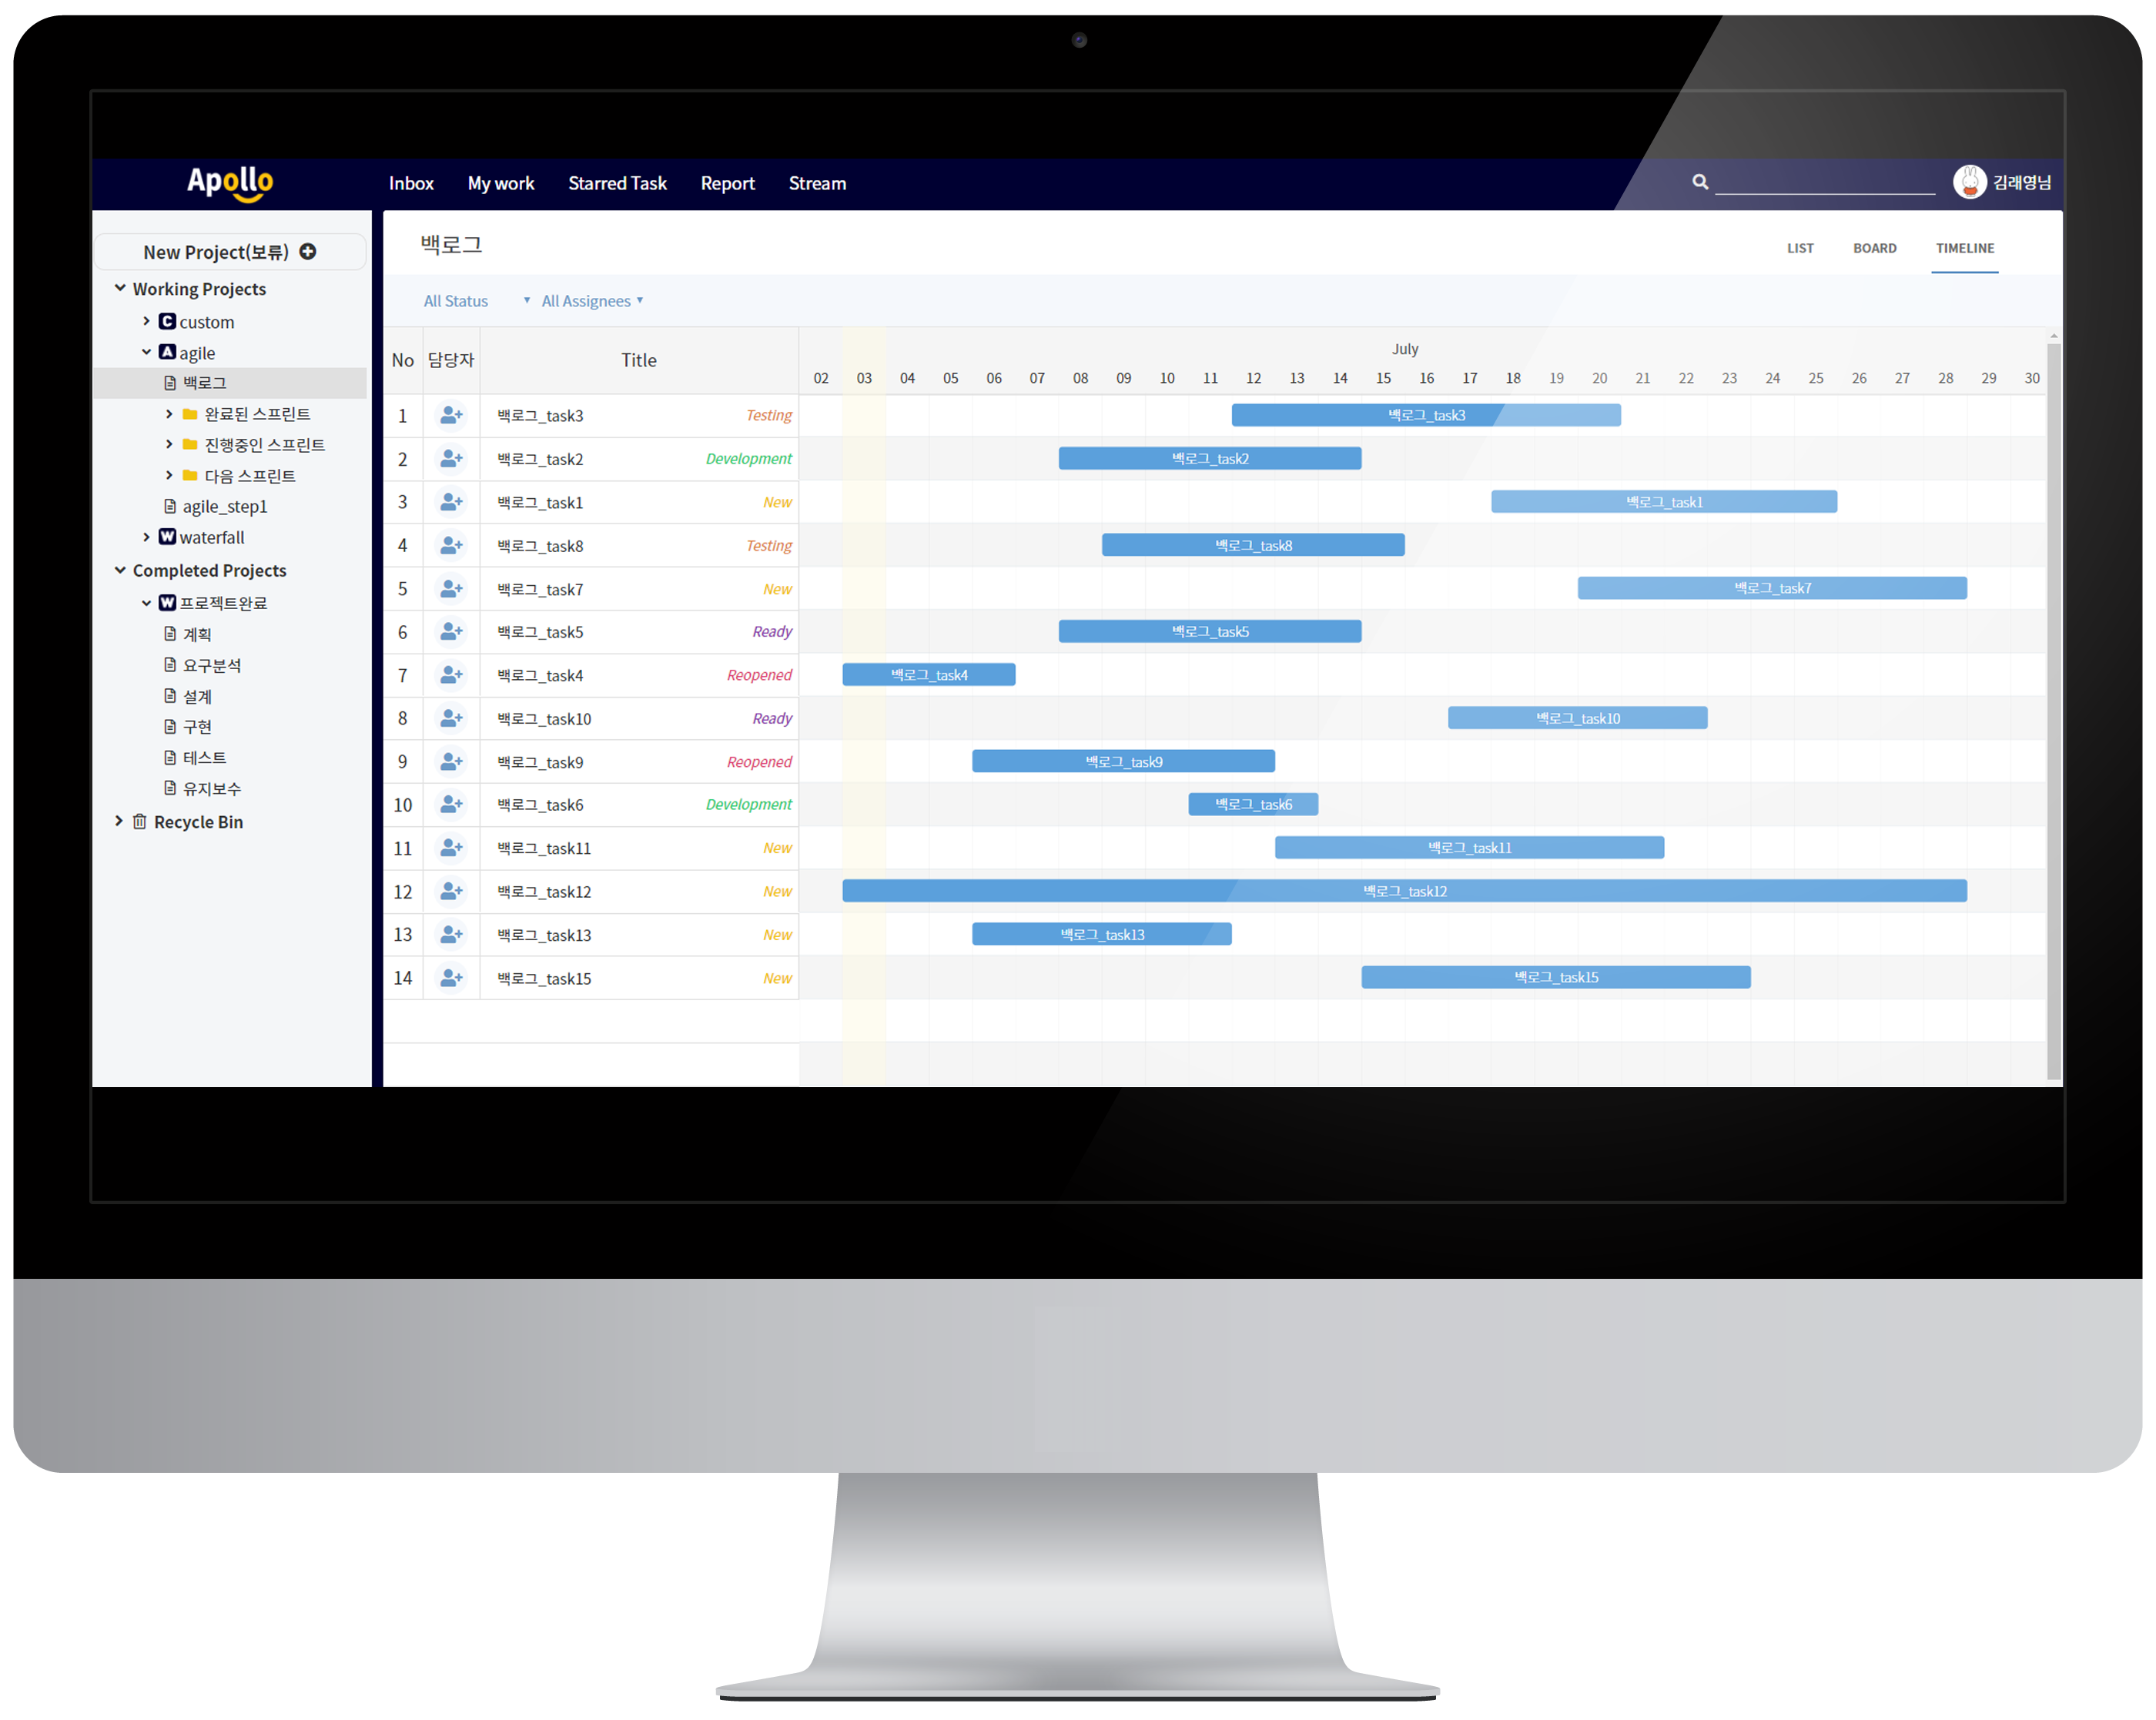 Apollo
Inbox My work Starred Task Report Stream
김래영님
New Project(보류)
Working Projects
C custom
A agile
백로그
완료된 스프린트
진행중인 스프린트
다음 스프린트
agile_step1
W waterfall
Completed Projects
W 프로젝트완료
계획
요구분석
설계
구현
테스트
유지보수
Recycle Bin
백로그
LIST BOARD TIMELINE
All Status All Assignees
No 담당자 Title
July
02 03 04 05 06 07 08 09 10 11 12 13 14 15 16 17 18 19 20 21 22 23 24 25 26 27 28 29 30
1 백로그_task3 Testing 백로그_task3
2 백로그_task2 Development 백로그_task2
3 백로그_task1 New 백로그_task1
4 백로그_task8 Testing 백로그_task8
5 백로그_task7 New 백로그_task7
6 백로그_task5 Ready 백로그_task5
7 백로그_task4 Reopened 백로그_task4
8 백로그_task10 Ready 백로그_task10
9 백로그_task9 Reopened 백로그_task9
10 백로그_task6 Development 백로그_task6
11 백로그_task11 New 백로그_task11
12 백로그_task12 New 백로그_task12
13 백로그_task13 New 백로그_task13
14 백로그_task15 New 백로그_task15